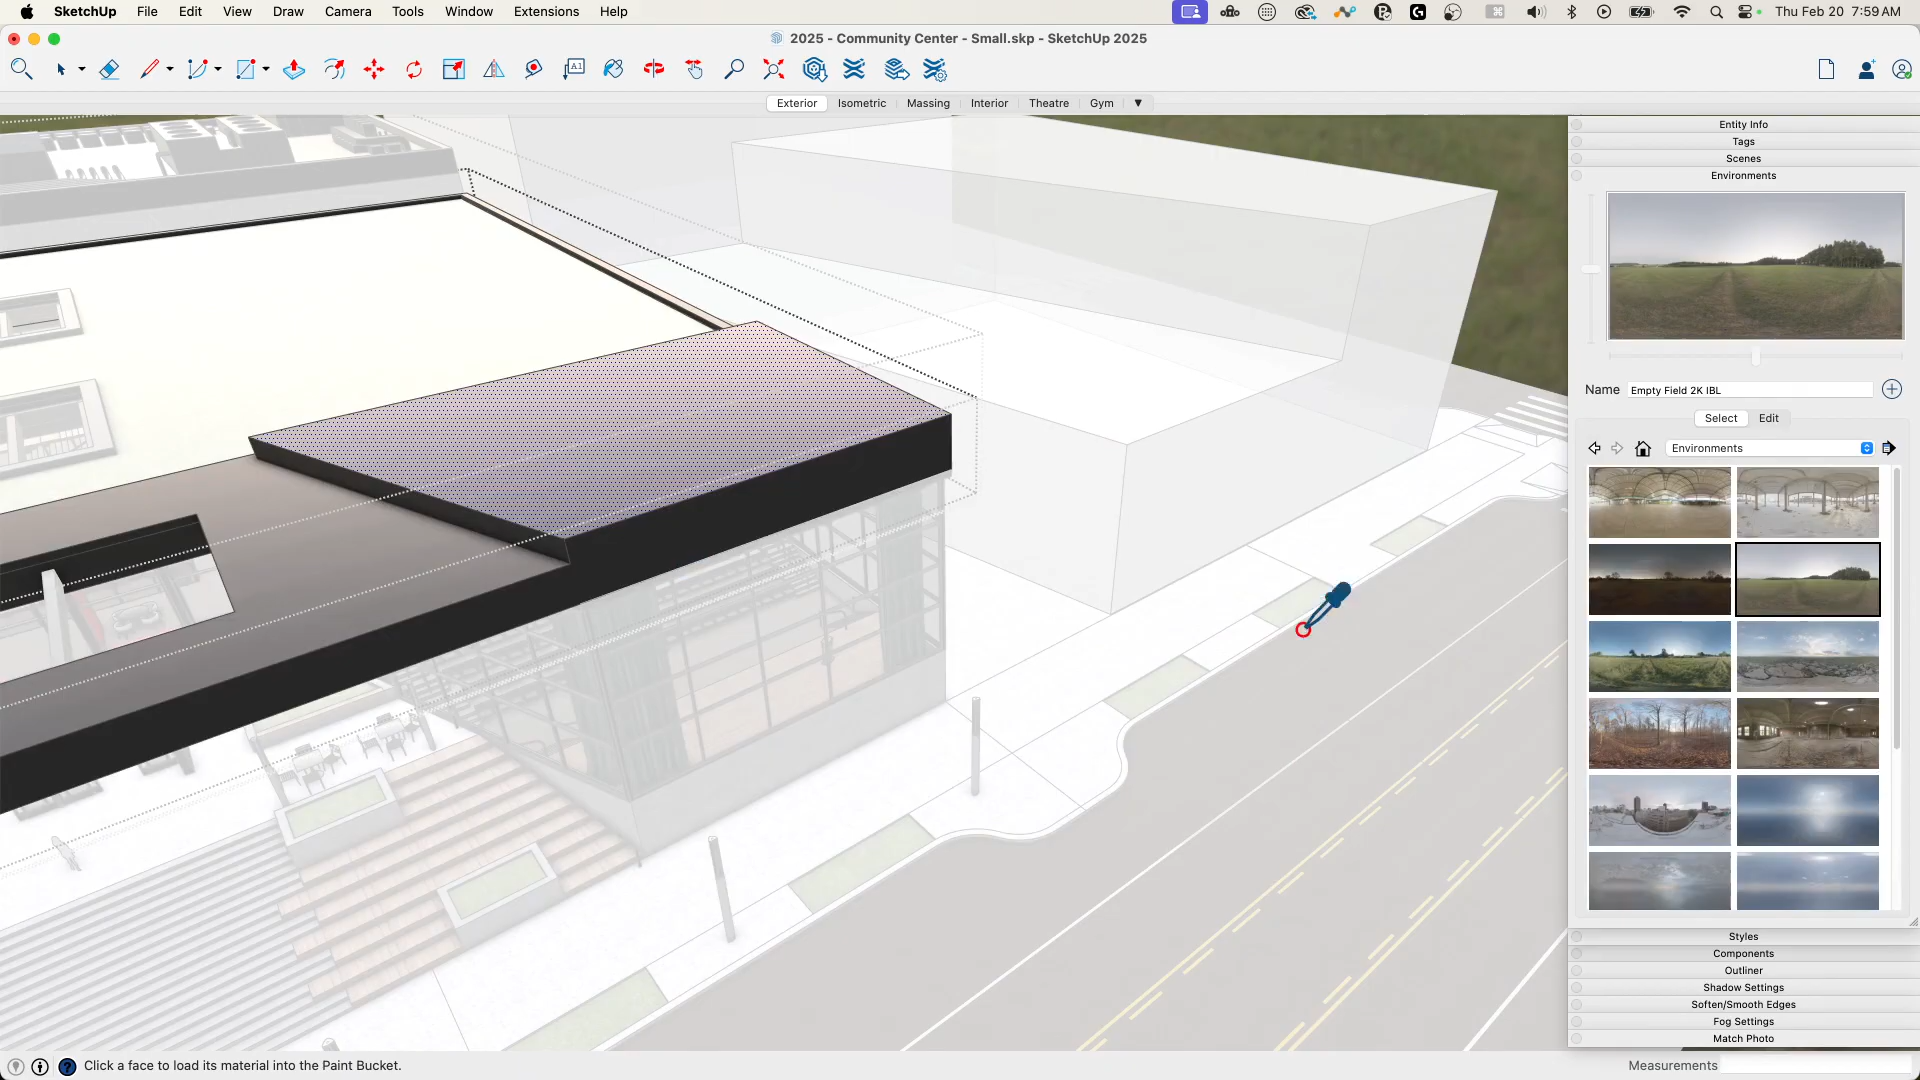 SketchUp File Edit View Draw Camera Tools Window Extensions Help Thu Feb 20 7:59 AM
2025 - Community Center - Small.skp - SketchUp 2025
A1
Exterior Isometric Massing Interior Theatre Gym
Entity Info
Tags
Scenes
Environments
Name Empty Field 2K IBL
Select Edit
Environments
Styles
Components
Outliner
Shadow Settings
Soften/Smooth Edges
Fog Settings
Match Photo
Click a face to load its material into the Paint Bucket.
Measurements